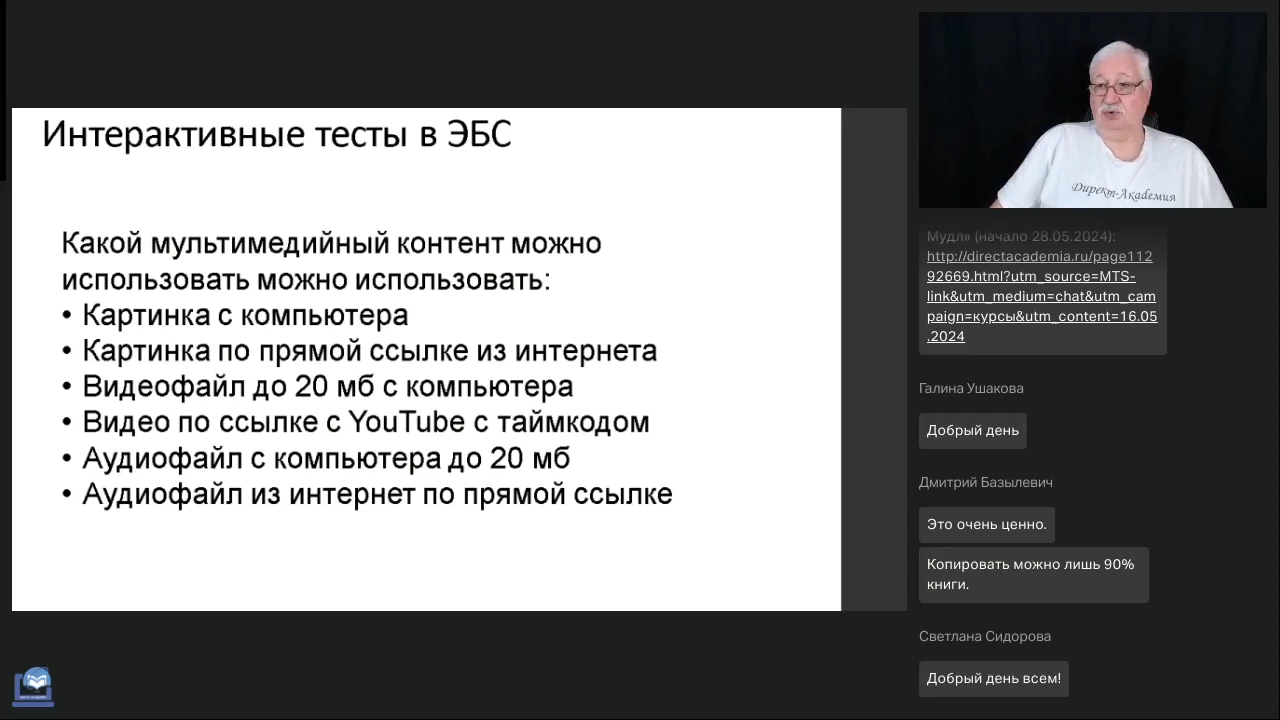 Интерактивные тесты в ЭБС
Какой мультимедийный контент можно
использовать можно использовать:
• Картинка с компьютера
• Картинка по прямой ссылке из интернета
• Видеофайл до 20 мб с компьютера
• Видео по ссылке с YouTube с таймкодом
• Аудиофайл с компьютера до 20 мб
• Аудиофайл из интернет по прямой ссылке
Директ-Академия
Мудл» (начало 28.05.2024):
http://directacademia.ru/page112
92669.html?utm_source=MTS-
link&utm_medium=chat&utm_cam
paign=курсы&utm_content=16.05
.2024
Галина Ушакова
Добрый день
Дмитрий Базылевич
Это очень ценно.
Копировать можно лишь 90%
книги.
Светлана Сидорова
Добрый день всем!